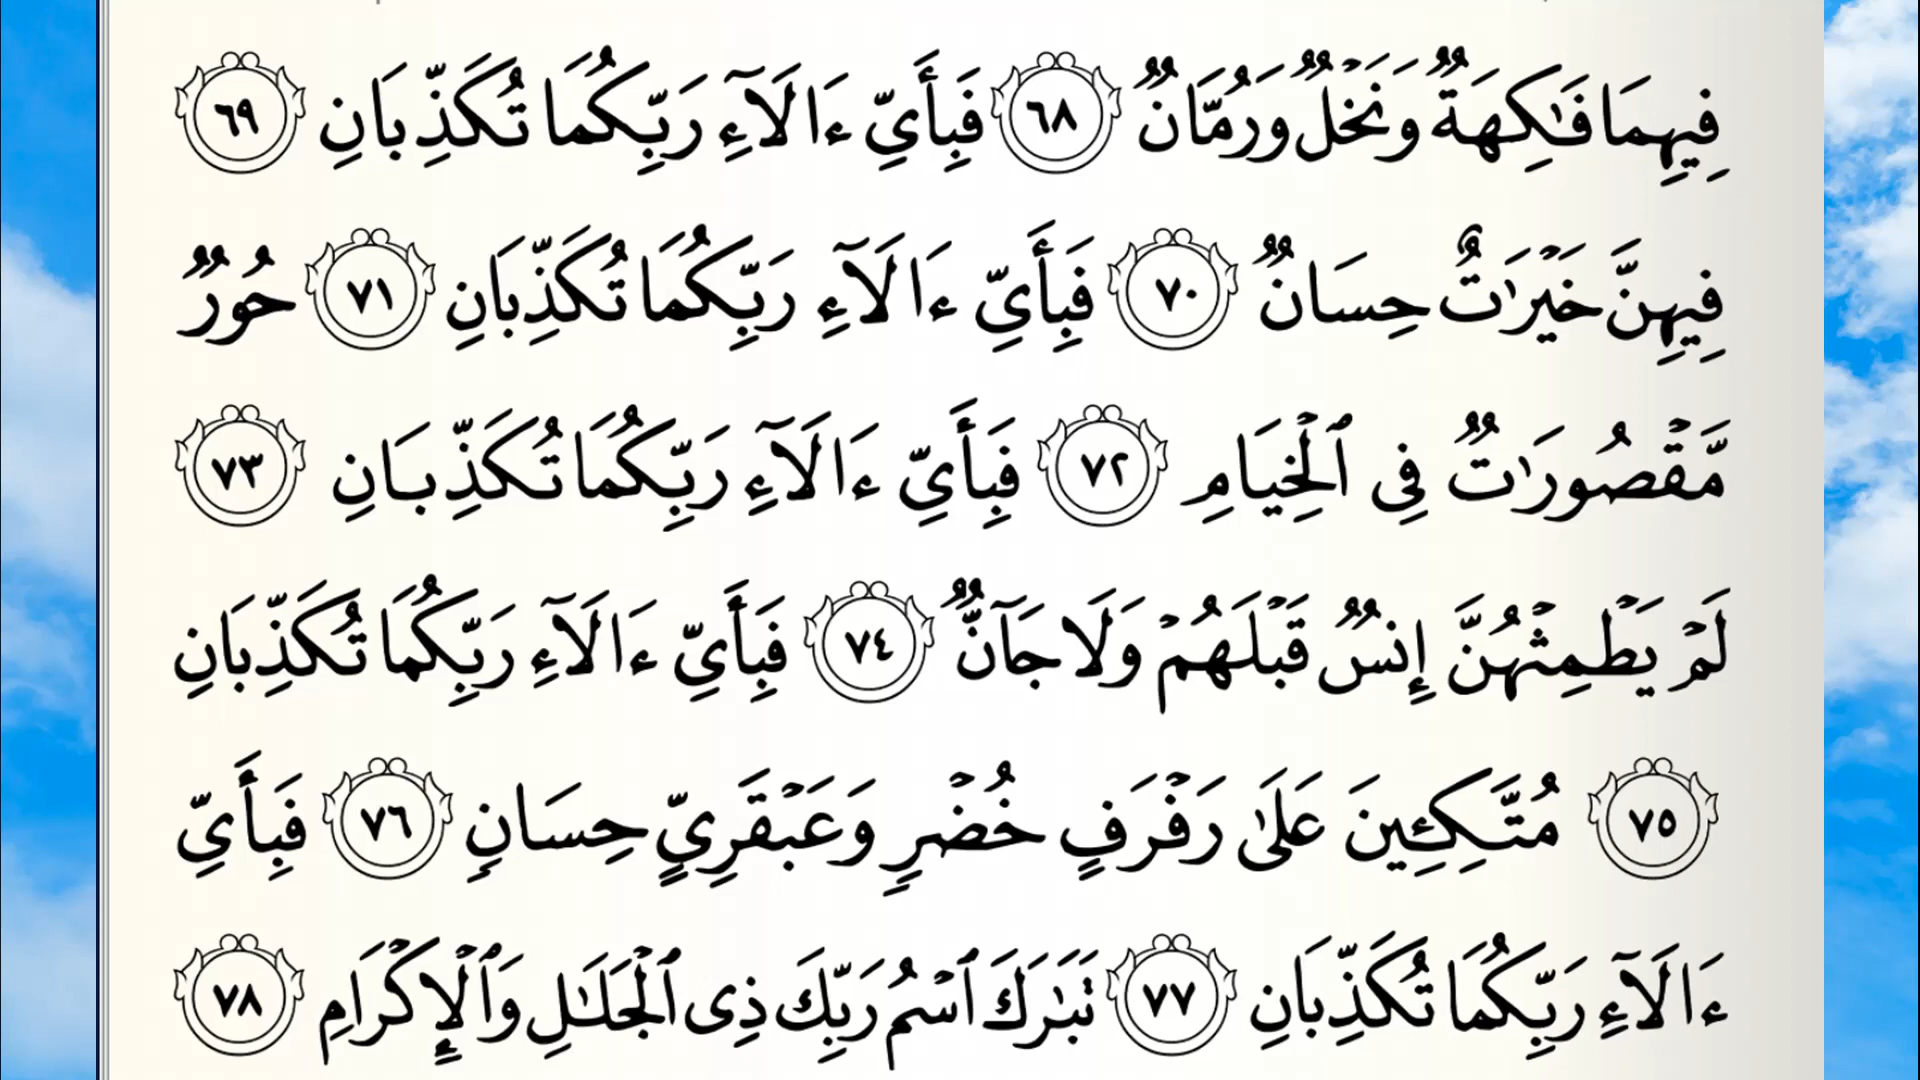 فِيهِمَا فَـٰكِهَةٌ وَنَخۡلٌ وَرُمَّانٌ ٦٨ فَبِأَيِّ ءَالَآءِ رَبِّكُمَا تُكَذِّبَانِ ٦٩
فِيهِنَّ خَيۡرَٰتٌ حِسَانٌ ٧٠ فَبِأَيِّ ءَالَآءِ رَبِّكُمَا تُكَذِّبَانِ ٧١ حُورٌ
مَّقۡصُورَٰتٌ فِي ٱلۡخِيَامِ ٧٢ فَبِأَيِّ ءَالَآءِ رَبِّكُمَا تُكَذِّبَانِ ٧٣
لَمۡ يَطۡمِثۡهُنَّ إِنسٌ قَبۡلَهُمۡ وَلَا جَآنٌّ ٧٤ فَبِأَيِّ ءَالَآءِ رَبِّكُمَا تُكَذِّبَانِ
٧٥ مُتَّكِـِٔينَ عَلَىٰ رَفۡرَفٍ خُضۡرٍ وَعَبۡقَرِيٍّ حِسَانٍ ٧٦ فَبِأَيِّ
ءَالَآءِ رَبِّكُمَا تُكَذِّبَانِ ٧٧ تَبَٰرَكَ ٱسۡمُ رَبِّكَ ذِي ٱلۡجَلَٰلِ وَٱلۡإِكۡرَامِ ٧٨